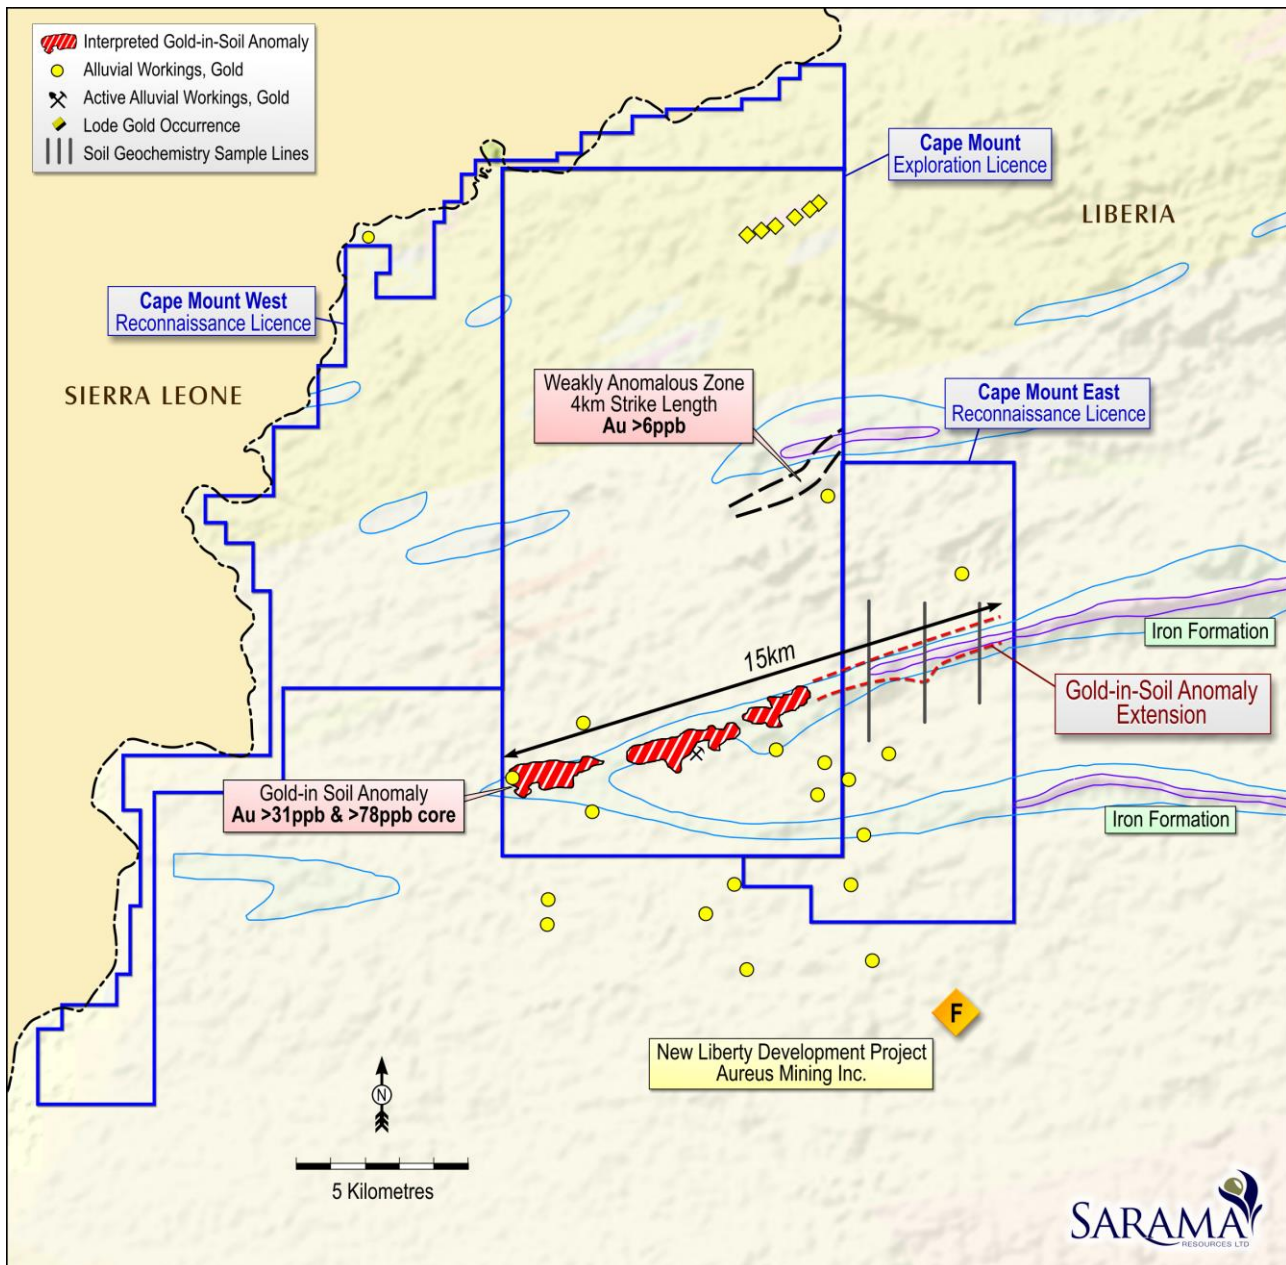 Interpreted Gold-in-Soil Anomaly
Alluvial Workings, Gold
Active Alluvial Workings, Gold
Lode Gold Occurrence
Soil Geochemistry Sample Lines
Cape Mount
Exploration Licence
LIBERIA
Cape Mount West
Reconnaissance Licence
SIERRA LEONE
Weakly Anomalous Zone
4km Strike Length
Au >6ppb
Cape Mount East
Reconnaissance Licence
15km
Iron Formation
Gold-in-Soil Anomaly
Extension
Gold-in Soil Anomaly
Au >31ppb & >78ppb core
Iron Formation
F
New Liberty Development Project
Aureus Mining Inc.
N
5 Kilometres
SARAMA
RESOURCES LTD